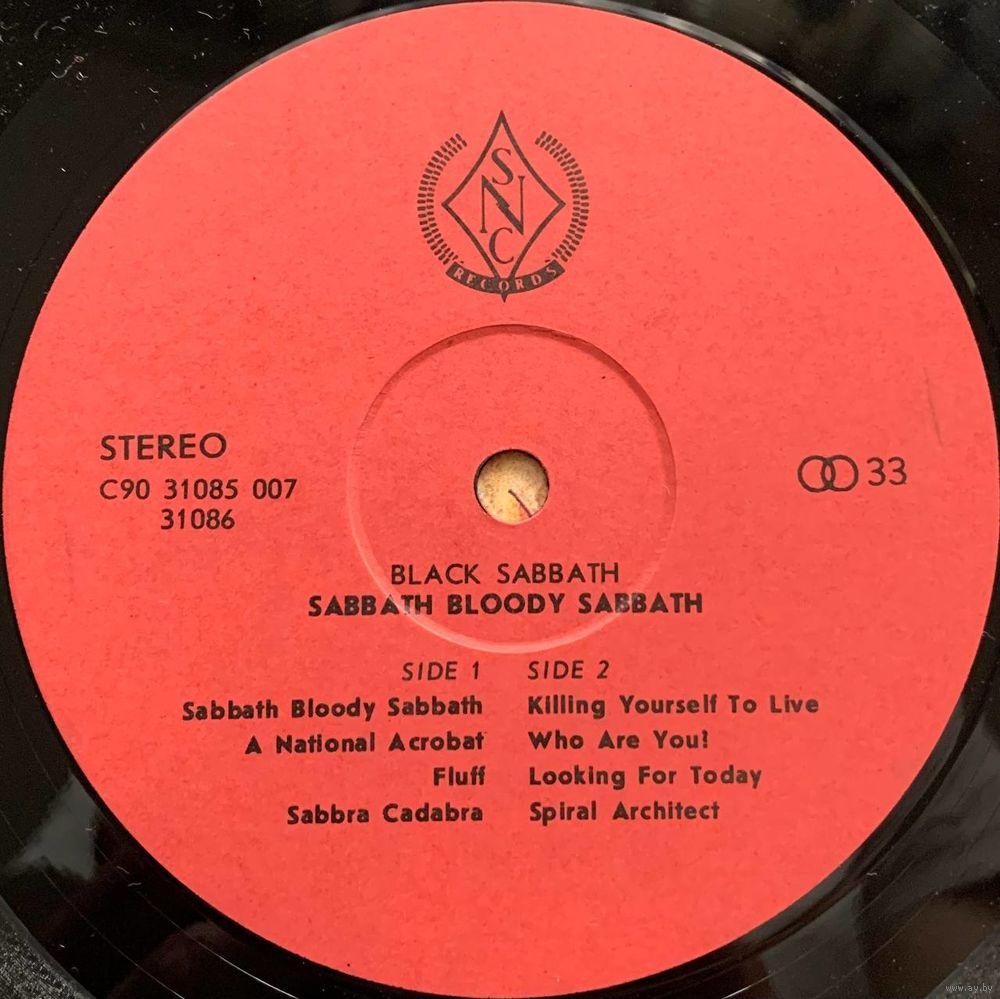 SNC
RECORDS
STEREO
C90 31085 007
31086
33
BLACK SABBATH
SABBATH BLOODY SABBATH
SIDE 1 SIDE 2
Sabbath Bloody Sabbath Killing Yourself To Live
A National Acrobat Who Are You?
Fluff Looking For Today
Sabbra Cadabra Spiral Architect
www.ay.by